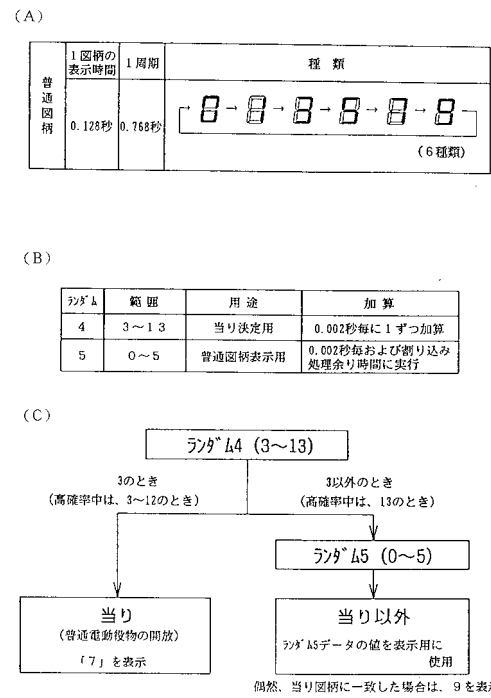 (A)
普通図柄
1図柄の表示時間
1周期
種類
0.128秒
0.768秒
(6種類)
(B)
ランダム 範囲 用途 加算
4 3～13 当り決定用 0.002秒毎に1ずつ加算
5 0～5 普通図柄表示用 0.002秒毎および割り込み
処理余り時間に実行
(C)
ランダム4 (3～13)
3のとき
(高確率中は、3～12のとき)
3以外のとき
(高確率中は、13のとき)
ランダム5 (0～5)
当り
(普通電動役物の開放)
「7」を表示
当り以外
ランダム5データの値を表示用に
使用
偶然、当り図柄に一致した場合は、9を表